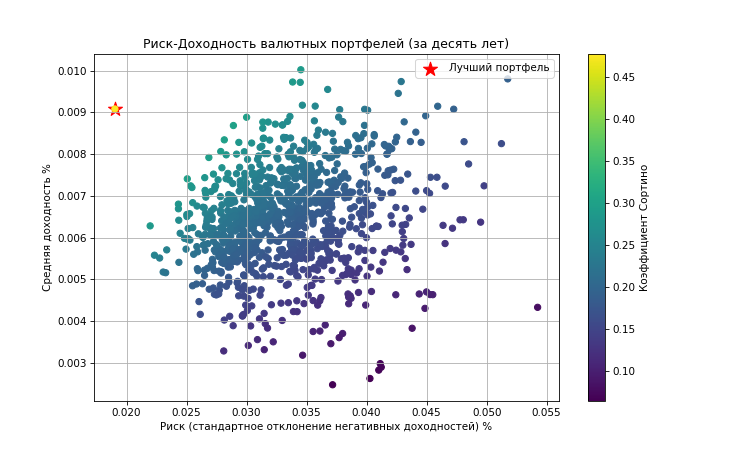 Риск-Доходность валютных портфелей (за десять лет)
Лучший портфель
0.010
0.009
0.008
0.007
0.006
0.005
0.004
0.003
Средняя доходность %
0.020 0.025 0.030 0.035 0.040 0.045 0.050 0.055
Риск (стандартное отклонение негативных доходностей) %
0.45
0.40
0.35
0.30
0.25
0.20
0.15
0.10
Коэффициент Сортино